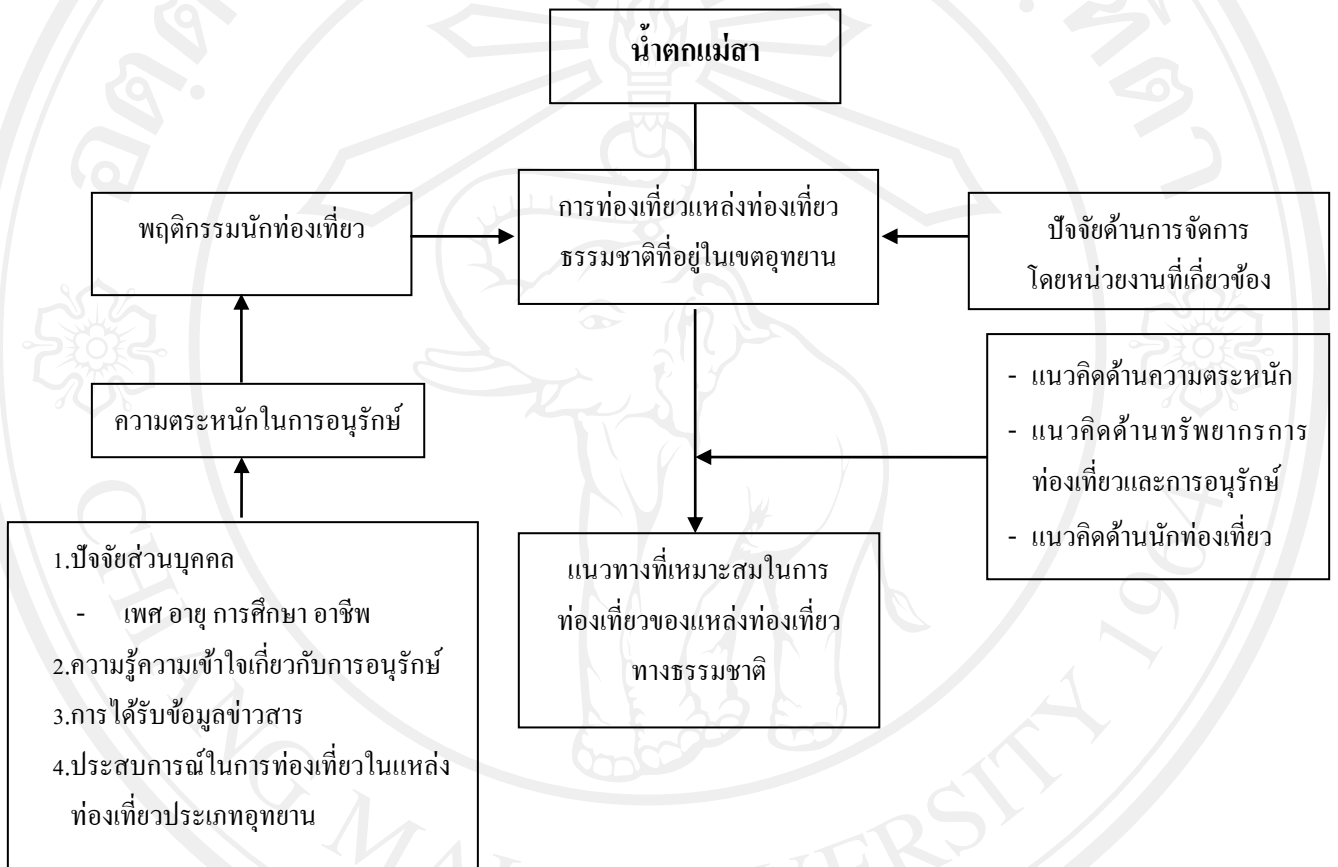 น้ำตกแม่สา
การท่องเที่ยวแหล่งท่องเที่ยว
ธรรมชาติที่อยู่ในเขตอุทยาน
พฤติกรรมนักท่องเที่ยว
ปัจจัยด้านการจัดการ
โดยหน่วยงานที่เกี่ยวข้อง
ความตระหนักในการอนุรักษ์
- แนวคิดด้านความตระหนัก
- แนวคิดด้านทรัพยากรการ
ท่องเที่ยวและการอนุรักษ์
- แนวคิดด้านนักท่องเที่ยว
1.ปัจจัยส่วนบุคคล
- เพศ อายุ การศึกษา อาชีพ
2.ความรู้ความเข้าใจเกี่ยวกับการอนุรักษ์
3.การได้รับข้อมูลข่าวสาร
4.ประสบการณ์ในการท่องเที่ยวในแหล่ง
ท่องเที่ยวประเภทอุทยาน
แนวทางที่เหมาะสมในการ
ท่องเที่ยวของแหล่งท่องเที่ยว
ทางธรรมชาติ